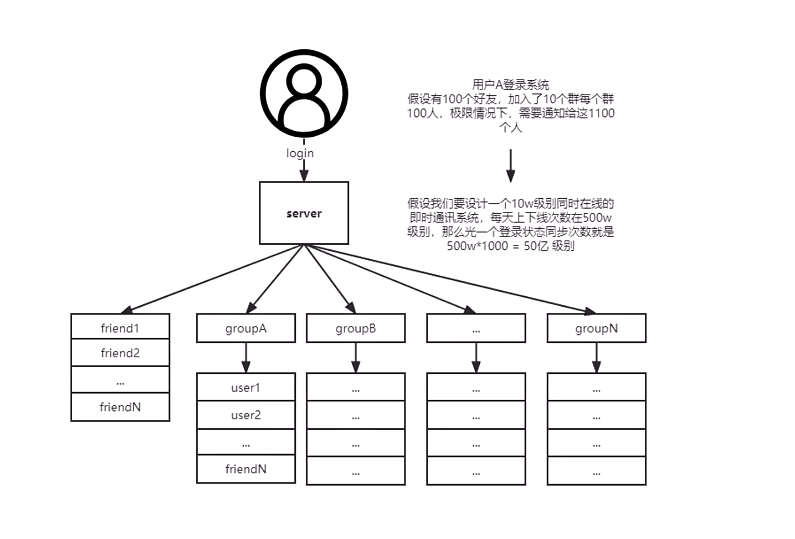 用户A登录系统
假设有100个好友，加入了10个群每个群
100人，极限情况下，需要通知给这1100
个人
login
server
假设我们要设计一个10w级别同时在线的
即时通讯系统，每天上下线次数在500w
级别，那么光一个登录状态同步次数就是
500w*1000 = 50亿 级别
friend1
friend2
...
friendN
groupA
user1
user2
...
friendN
groupB
...
...
...
...
...
...
...
...
...
groupN
...
...
...
...